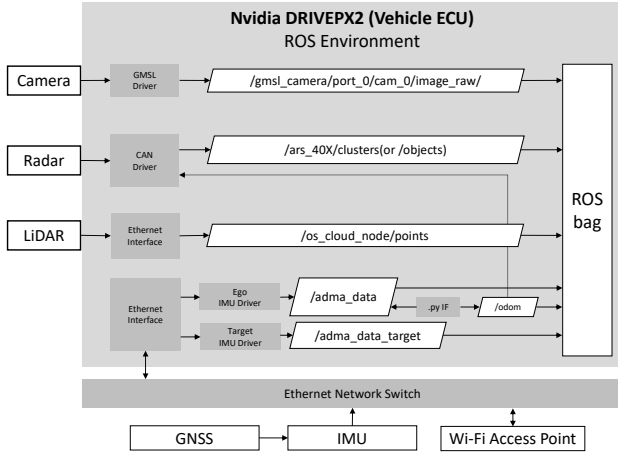 Nvidia DRIVEPX2 (Vehicle ECU)
ROS Environment
Camera
GMSL
Driver
/gmsl_camera/port_0/cam_0/image_raw/
Radar
CAN
Driver
/ars_40X/clusters(or /objects)
ROS
bag
LiDAR
Ethernet
Interface
/os_cloud_node/points
Ethernet
Interface
Ego
IMU Driver
/adma_data
.py IF
/odom
Target
IMU Driver
/adma_data_target
Ethernet Network Switch
GNSS
IMU
Wi-Fi Access Point